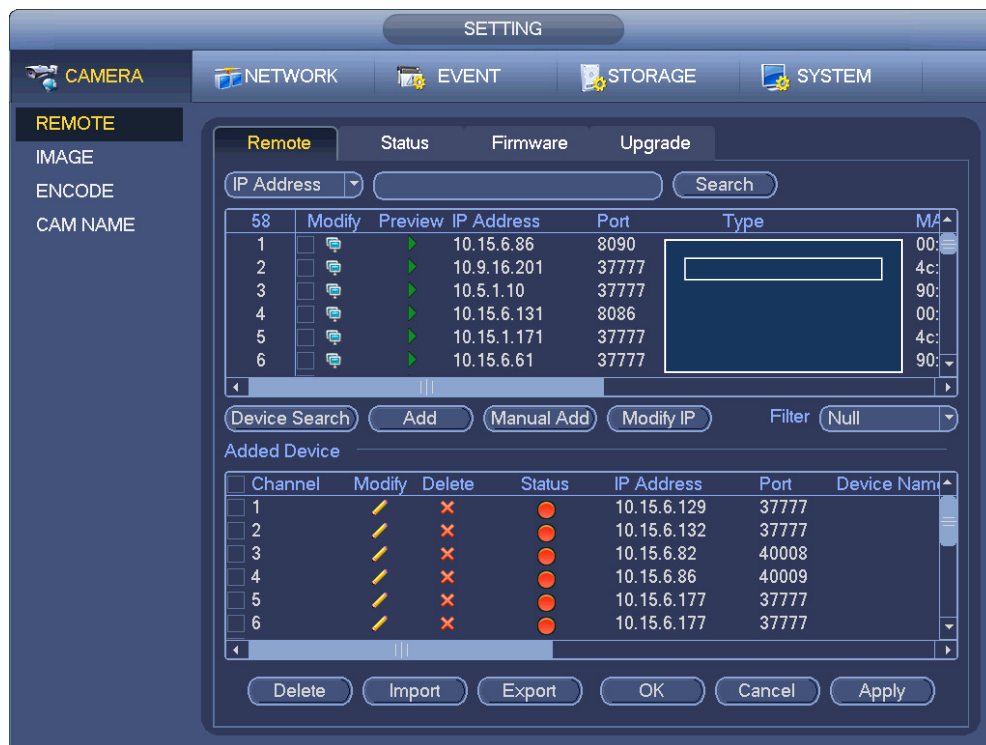 SETTING
CAMERA NETWORK EVENT STORAGE SYSTEM
REMOTE
IMAGE
ENCODE
CAM NAME
Remote Status Firmware Upgrade
IP Address Search
58 Modify Preview IP Address Port Type MA
1 10.15.6.86 8090 00:
2 10.9.16.201 37777 4c:
3 10.5.1.10 37777 90:
4 10.15.6.131 8086 00:
5 10.15.1.171 37777 4c:
6 10.15.6.61 37777 90:
Device Search Add Manual Add Modify IP Filter Null
Added Device
Channel Modify Delete Status IP Address Port Device Name
1 10.15.6.129 37777
2 10.15.6.132 37777
3 10.15.6.82 40008
4 10.15.6.86 40009
5 10.15.6.177 37777
6 10.15.6.177 37777
Delete Import Export OK Cancel Apply